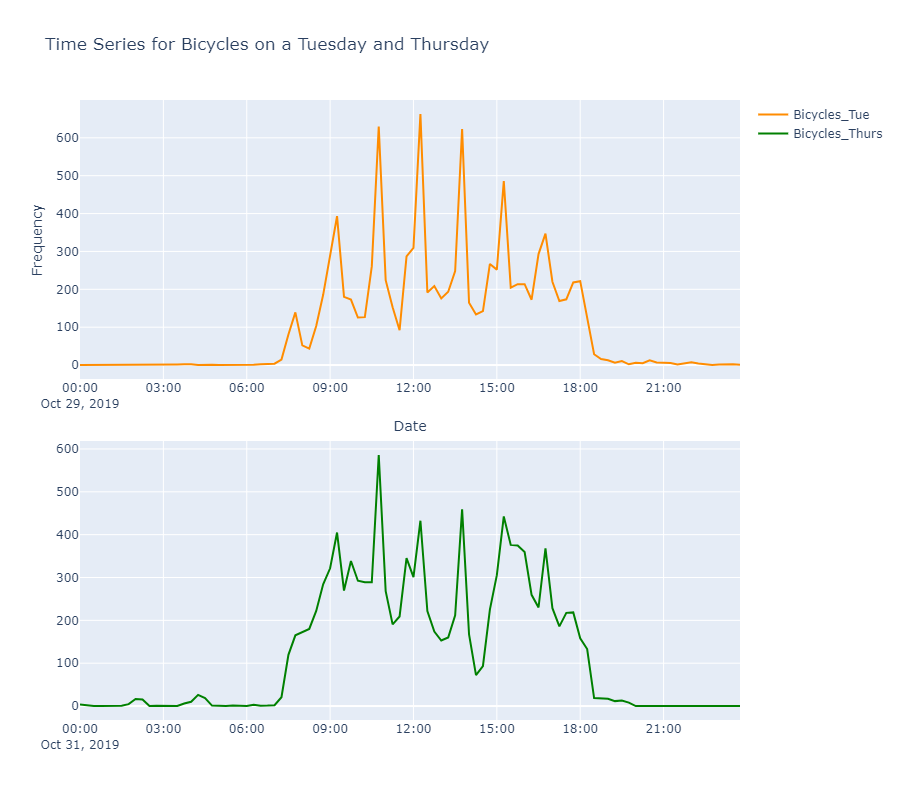 Time Series for Bicycles on a Tuesday and Thursday
Bicycles_Tue
Bicycles_Thurs
Frequency
600
500
400
300
200
100
0
00:00 03:00 06:00 09:00 12:00 15:00 18:00 21:00
Oct 29, 2019
Date
600
500
400
300
200
100
0
00:00 03:00 06:00 09:00 12:00 15:00 18:00 21:00
Oct 31, 2019